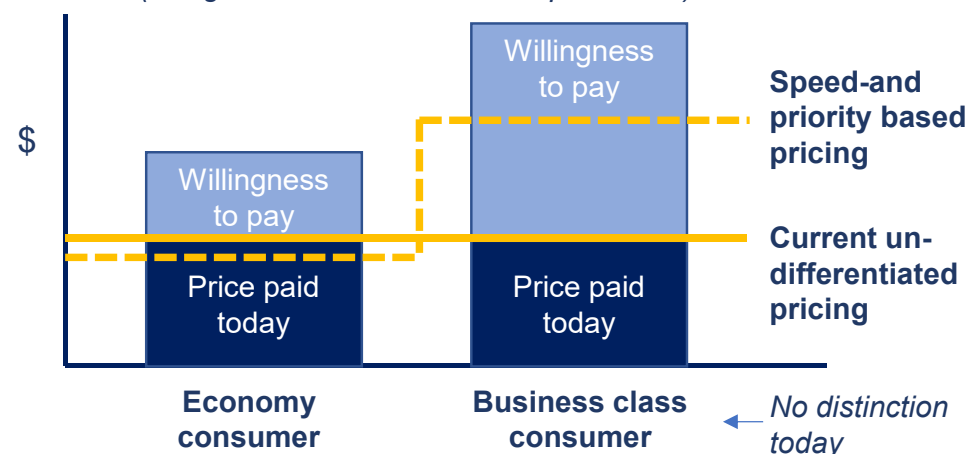 Willingness
to pay
Speed-and
priority based
pricing
$
Willingness
to pay
Current un-
differentiated
pricing
Price paid
today
Price paid
today
Economy
consumer
Business class
consumer
No distinction
today